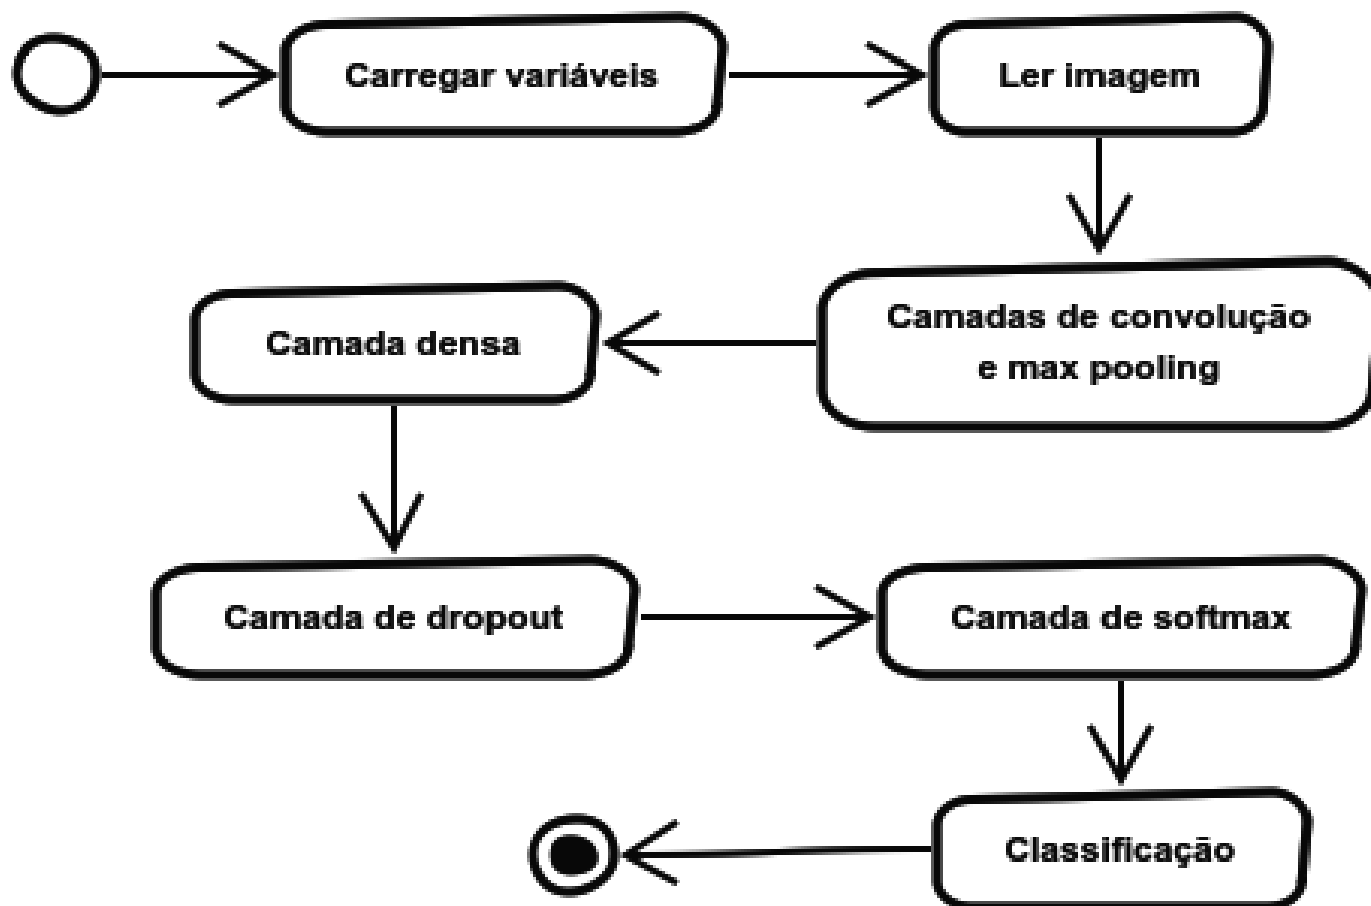 Carregar variáveis
Ler imagem
Camadas de convolução
e max pooling
Camada densa
Camada de dropout
Camada de softmax
Classificação